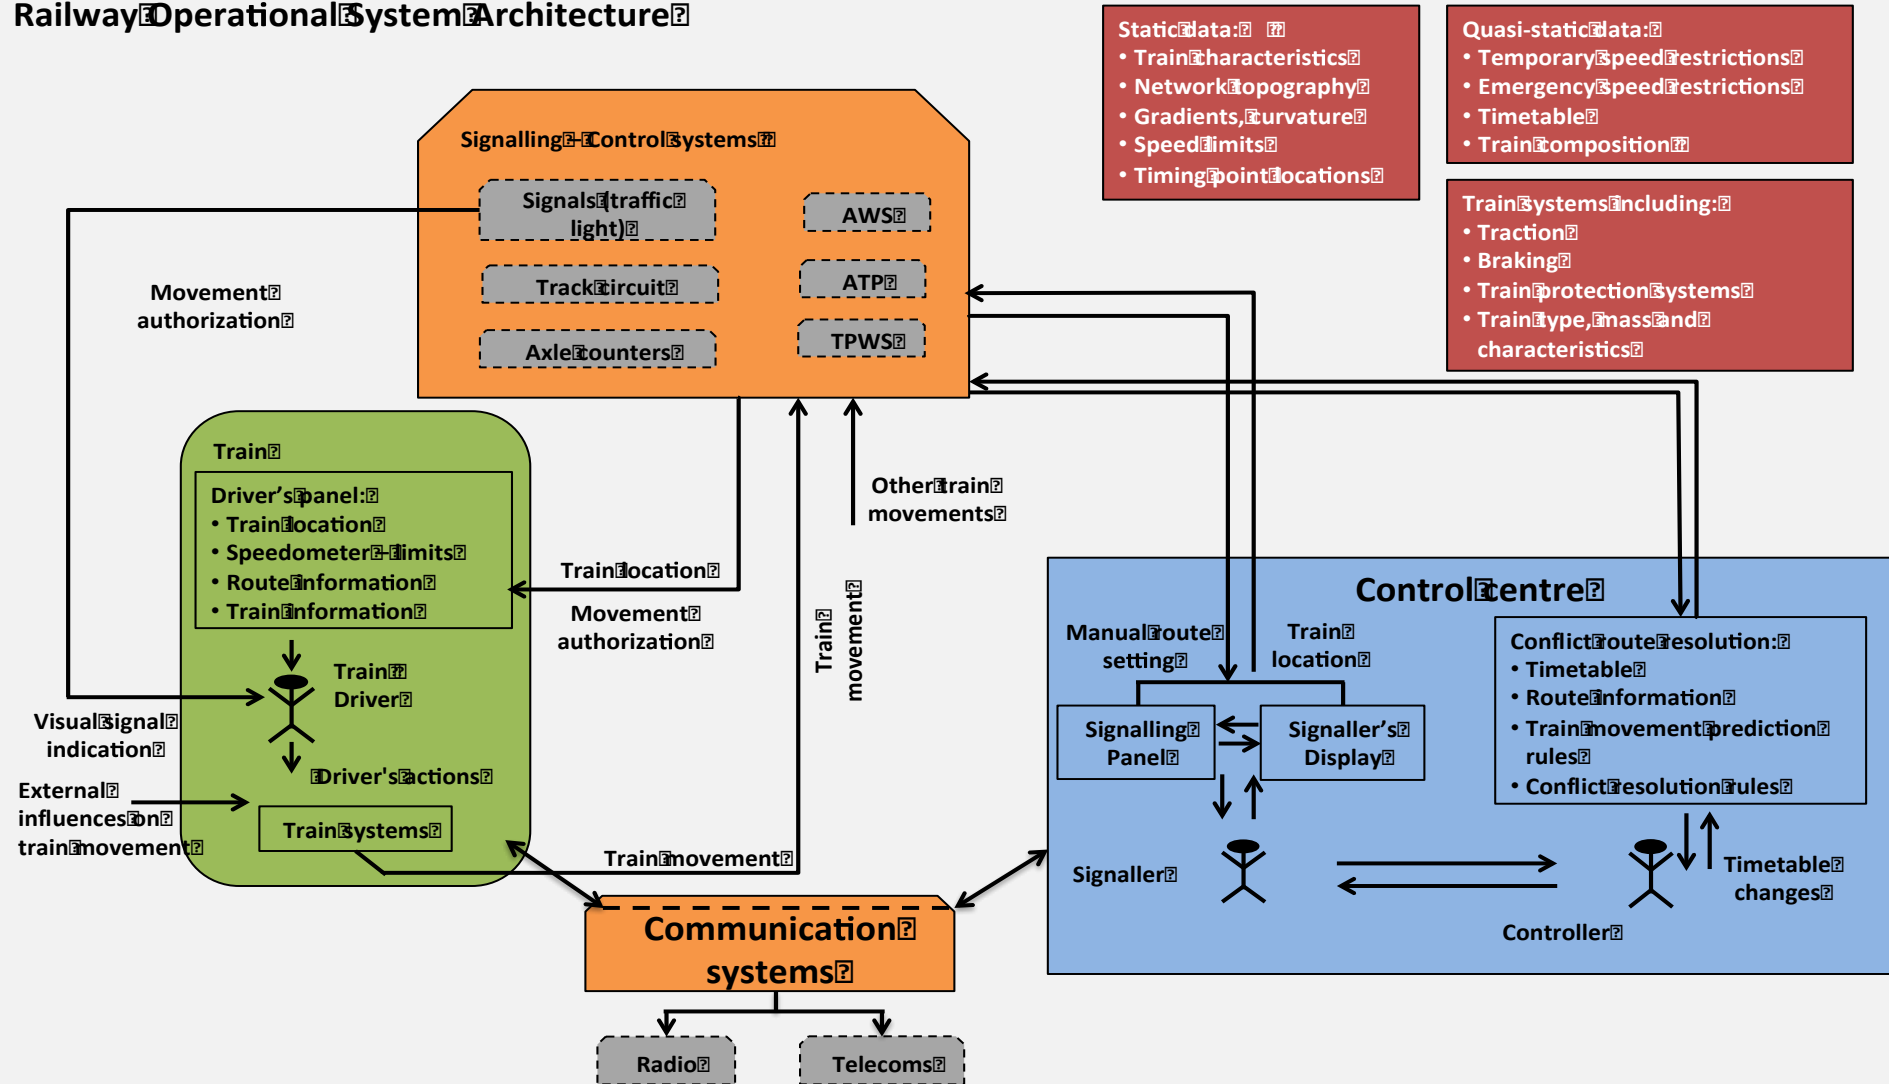 Railway Operational System Architecture
Static data:
• Train characteristics
• Network topography
• Gradients, curvature
• Speed limits
• Timing point locations
Quasi-static data:
• Temporary speed restrictions
• Emergency speed restrictions
• Timetable
• Train composition
Train systems including:
• Traction
• Braking
• Train protection systems
• Train type, mass and
characteristics
Signalling – Control systems
Signals (traffic
light)
Track circuit
Axle counters
AWS
ATP
TPWS
Movement
authorization
Train
Driver's panel:
• Train location
• Speedometer – limits
• Route information
• Train information
Train
Driver
Driver's actions
Train systems
Visual signal
indication
External
influences on
train movement
Train location
Movement
authorization
Train
movement
Other train
movements
Train movement
Communication
systems
Radio
Telecoms
Control centre
Manual route
setting
Train
location
Signalling
Panel
Signaller's
Display
Signaller
Conflict route resolution:
• Timetable
• Route information
• Train movement prediction
rules
• Conflict resolution rules
Timetable
changes
Controller